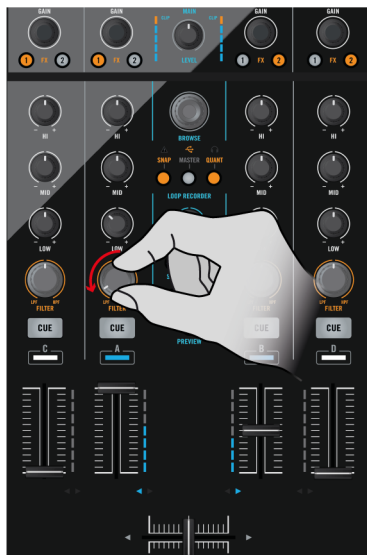 GAIN GAIN MAIN GAIN GAIN
CLIP CLIP
1 FX 2 1 FX 2 LEVEL 1 FX 2 1 FX 2
HI HI BROWSE HI HI
SNAP MASTER QUANT
MID MID MID MID
LOOP RECORDER
LOW LOW LOW
LPF HPF LPF LPF HPF
FILTER FILTER FILTER FILTER
CUE CUE CUE CUE
PREVIEW
C A B D